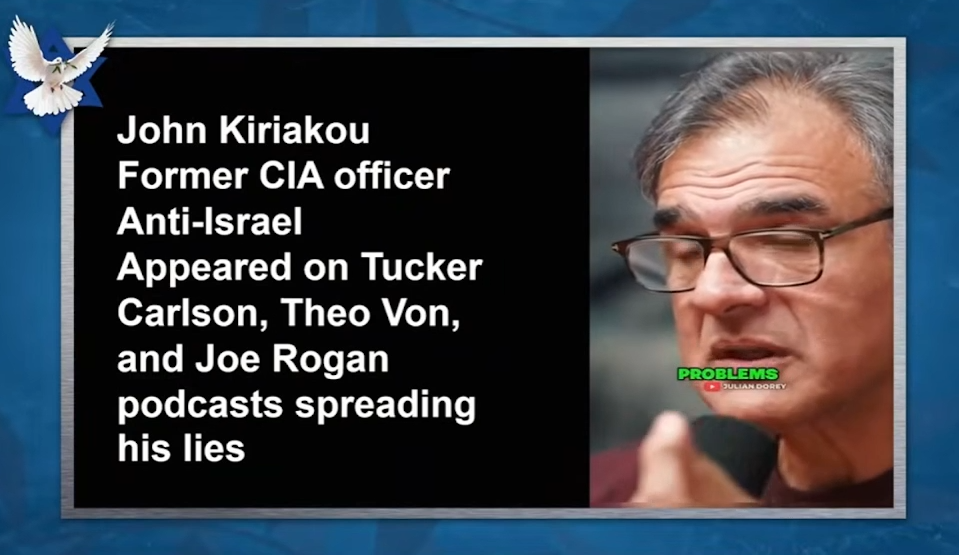 John Kiriakou
Former CIA officer
Anti-Israel
Appeared on Tucker
Carlson, Theo Von,
and Joe Rogan
podcasts spreading
his lies
PROBLEMS
JULIAN DOREY